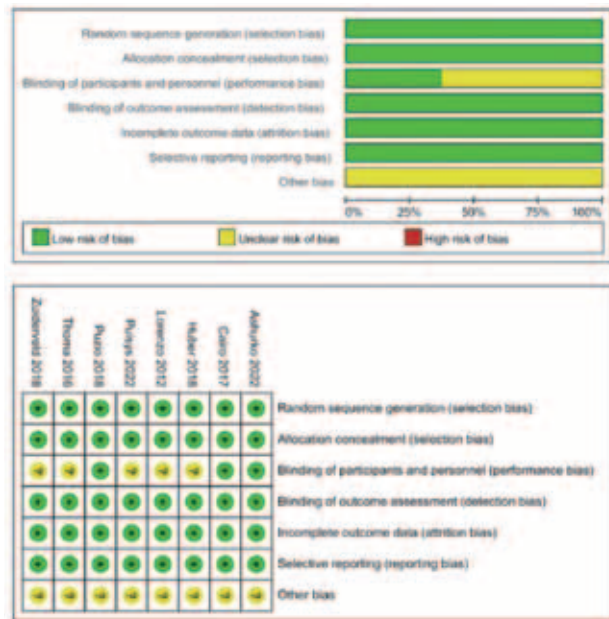 Random sequence generation (selection bias)
Allocation concealment (selection bias)
Blinding of participants and personnel (performance bias)
Blinding of outcome assessment (detection bias)
Incomplete outcome data (attrition bias)
Selective reporting (reporting bias)
Other bias
0% 25% 50% 75% 100%
Low risk of bias Unclear risk of bias High risk of bias
Zuiderveld 2018
Thoma 2016
Puzio 2018
Puisys 2022
Lorenzo 2012
Huber 2018
Cairo 2017
Ashurko 2022
Random sequence generation (selection bias)
Allocation concealment (selection bias)
Blinding of participants and personnel (performance bias)
Blinding of outcome assessment (detection bias)
Incomplete outcome data (attrition bias)
Selective reporting (reporting bias)
Other bias